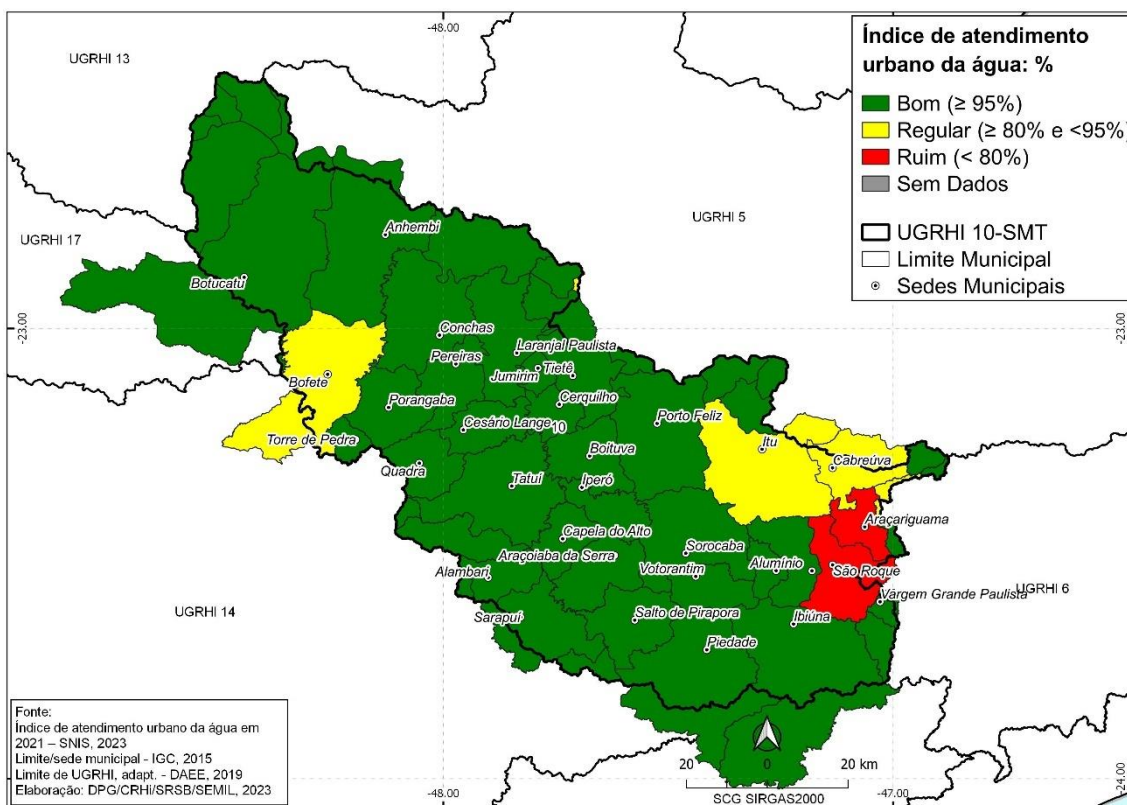 -48.00
UGRHI 13
Índice de atendimento
urbano da água: %
Bom (≥ 95%)
Regular (≥ 80% e <95%)
Ruim (< 80%)
Sem Dados
UGRHI 10-SMT
Limite Municipal
Sedes Municipais
UGRHI 5
UGRHI 17
Anhembi
Botucatú
-23.00
-23.00
Conchas
Laranjal Paulista
Pereiras
Jumirim
Tietê
Bofete
Cerquilho
Porangaba
Porto Feliz
Cesário Lange
10
Torre de Pedra
Itu
Boituva
Cabreúva
Quadra
Tatuí
Iperó
Araçariguama
Capela do Alto
Sorocaba
Araçoiaba da Serra
Alumínio
São Roque
Alambari
Votorantim
UGRHI 6
Várgem Grande Paulista
UGRHI 14
Sarapuí
Salto de Pirapora
Ibiúna
Piedade
Fonte:
Índice de atendimento urbano da água em
2021 – SNIS, 2023
Limite/sede municipal - IGC, 2015
Limite de UGRHI, adapt. - DAEE, 2019
Elaboração: DPG/CRHi/SRSB/SEMIL, 2023
20 0 20 km
SCG SIRGAS2000
-48.00
-47.00
-24.00